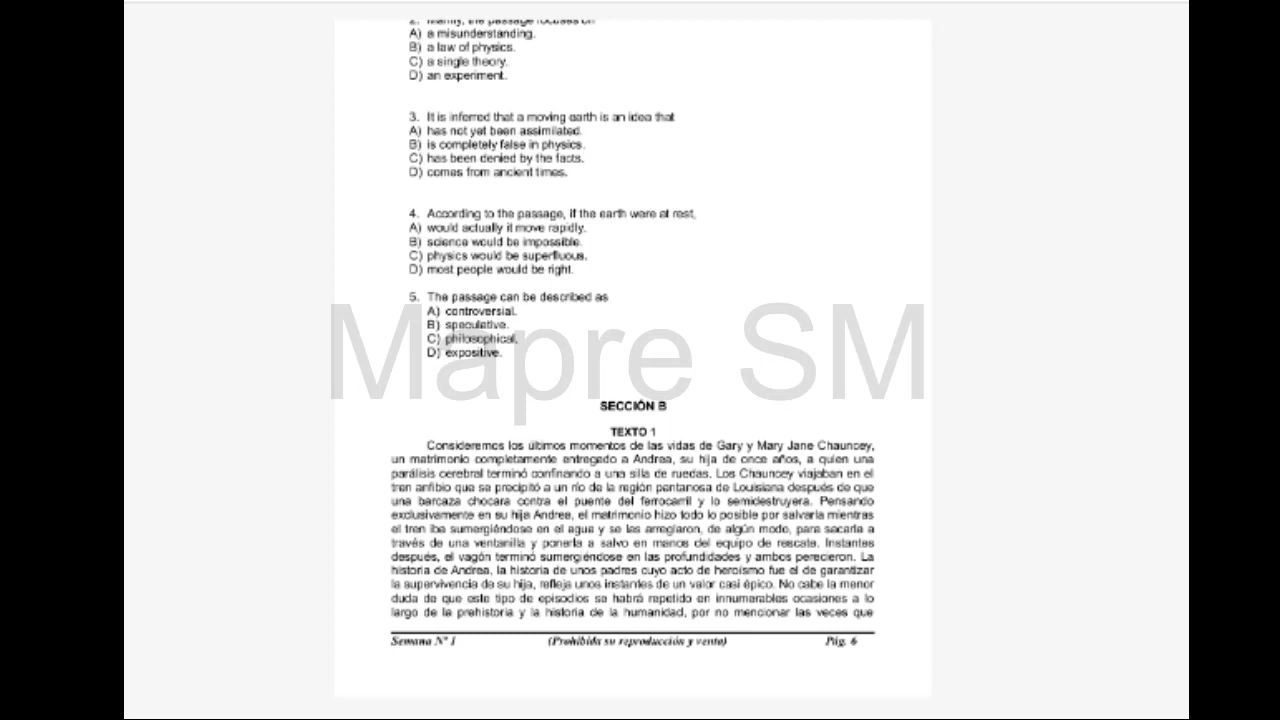 2. Mainly, the passage focuses on
A) a misunderstanding.
B) a law of physics.
C) a single theory.
D) an experiment.
3. It is inferred that a moving earth is an idea that
A) has not yet been assimilated.
B) is completely false in physics.
C) has been denied by the facts.
D) comes from ancient times.
4. According to the passage, if the earth were at rest,
A) would actually it move rapidly.
B) science would be impossible.
C) physics would be superfluous.
D) most people would be right.
5. The passage can be described as
A) controversial.
B) speculative.
C) philosophical.
D) expositive.
Mapre SM
SECCIÓN B
TEXTO 1
Consideremos los últimos momentos de las vidas de Gary y Mary Jane Chauncey,
un matrimonio completamente entregado a Andrea, su hija de once años, a quien una
parálisis cerebral terminó confinando a una silla de ruedas. Los Chauncey viajaban en el
tren anfibio que se precipitó a un río de la región pantanosa de Louisiana después de que
una barcaza chocara contra el puente del ferrocarril y lo semidestruyera. Pensando
exclusivamente en su hija Andrea, el matrimonio hizo todo lo posible por salvarla mientras
el tren iba sumergiéndose en el agua y se las arreglaron, de algún modo, para sacarla a
través de una ventanilla y ponerla a salvo en manos del equipo de rescate. Instantes
después, el vagón terminó sumergiéndose en las profundidades y ambos perecieron. La
historia de Andrea, la historia de unos padres cuyo acto de heroísmo fue el de garantizar
la supervivencia de su hija, refleja unos instantes de un valor casi épico. No cabe la menor
duda de que este tipo de episodios se habrá repetido en innumerables ocasiones a lo
largo de la prehistoria y la historia de la humanidad, por no mencionar las veces que
Semana Nº 1 (Prohibida su reproducción y venta) Pág. 6